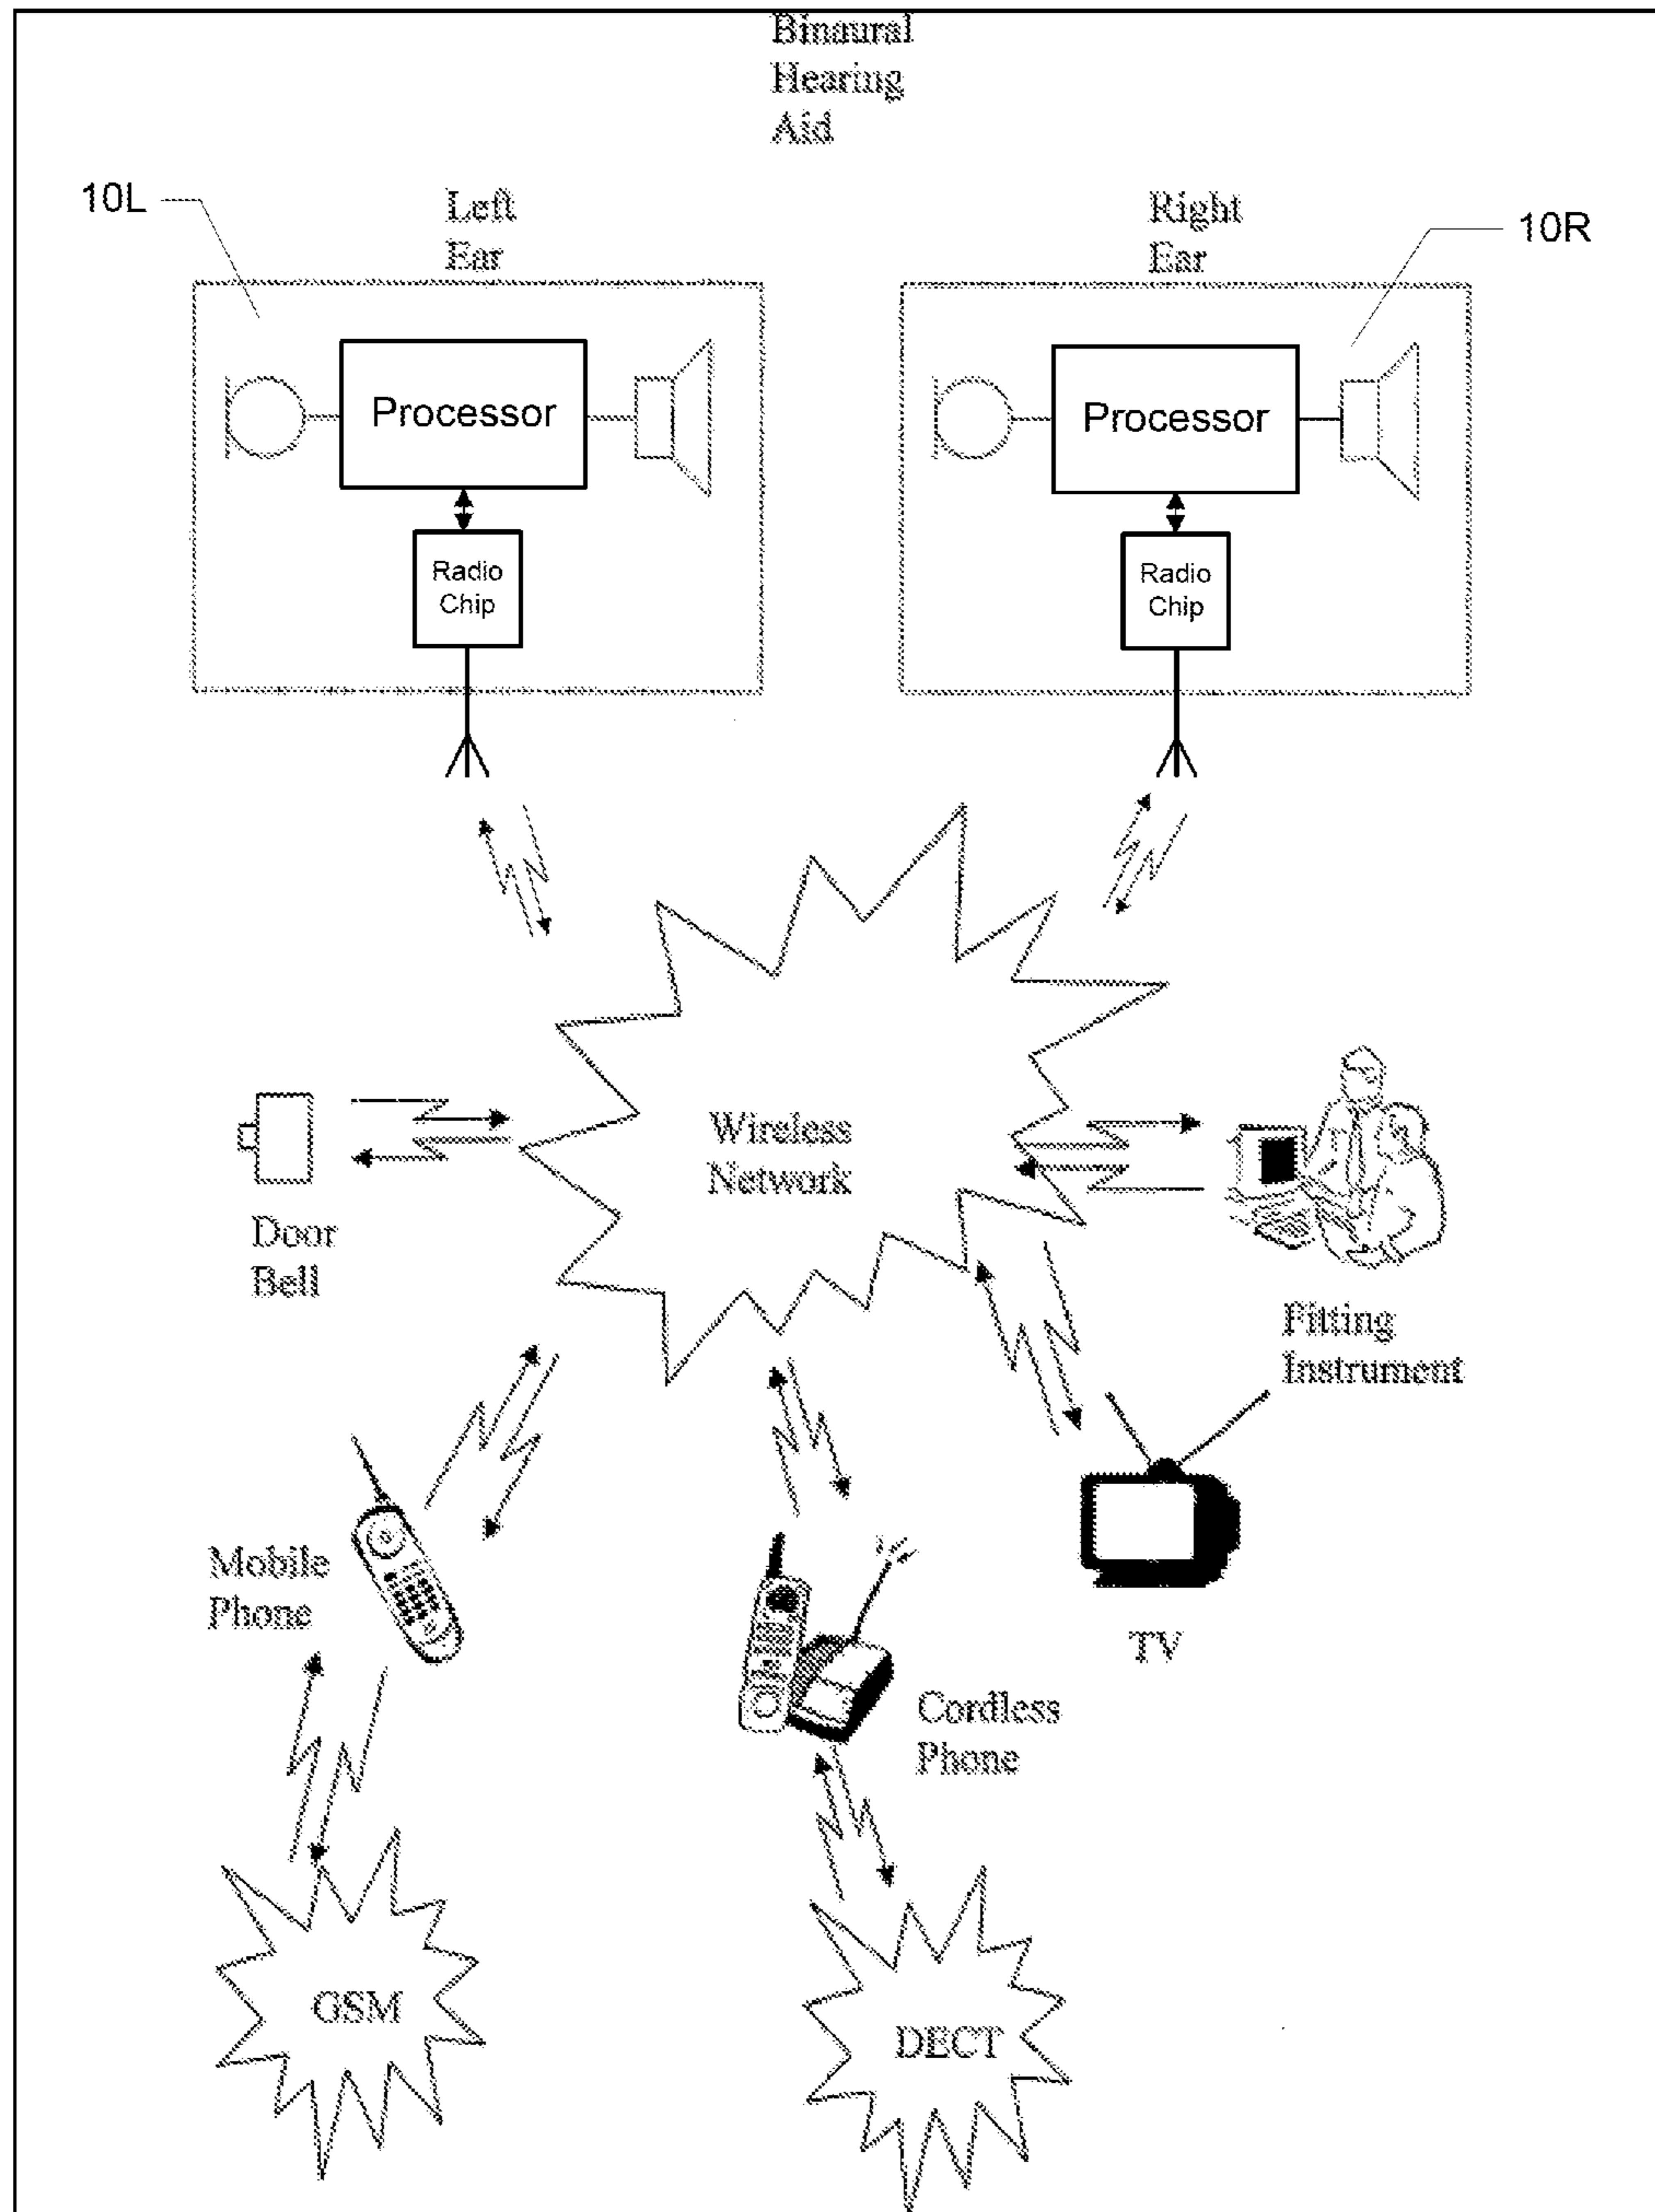 Binaural
Hearing
Aid
10L
Left
Ear
Right
Ear
10R
Processor
Processor
Radio
Chip
Radio
Chip
Wireless
Network
Door
Bell
Fitting
Instrument
Mobile
Phone
TV
Cordless
Phone
GSM
DECT